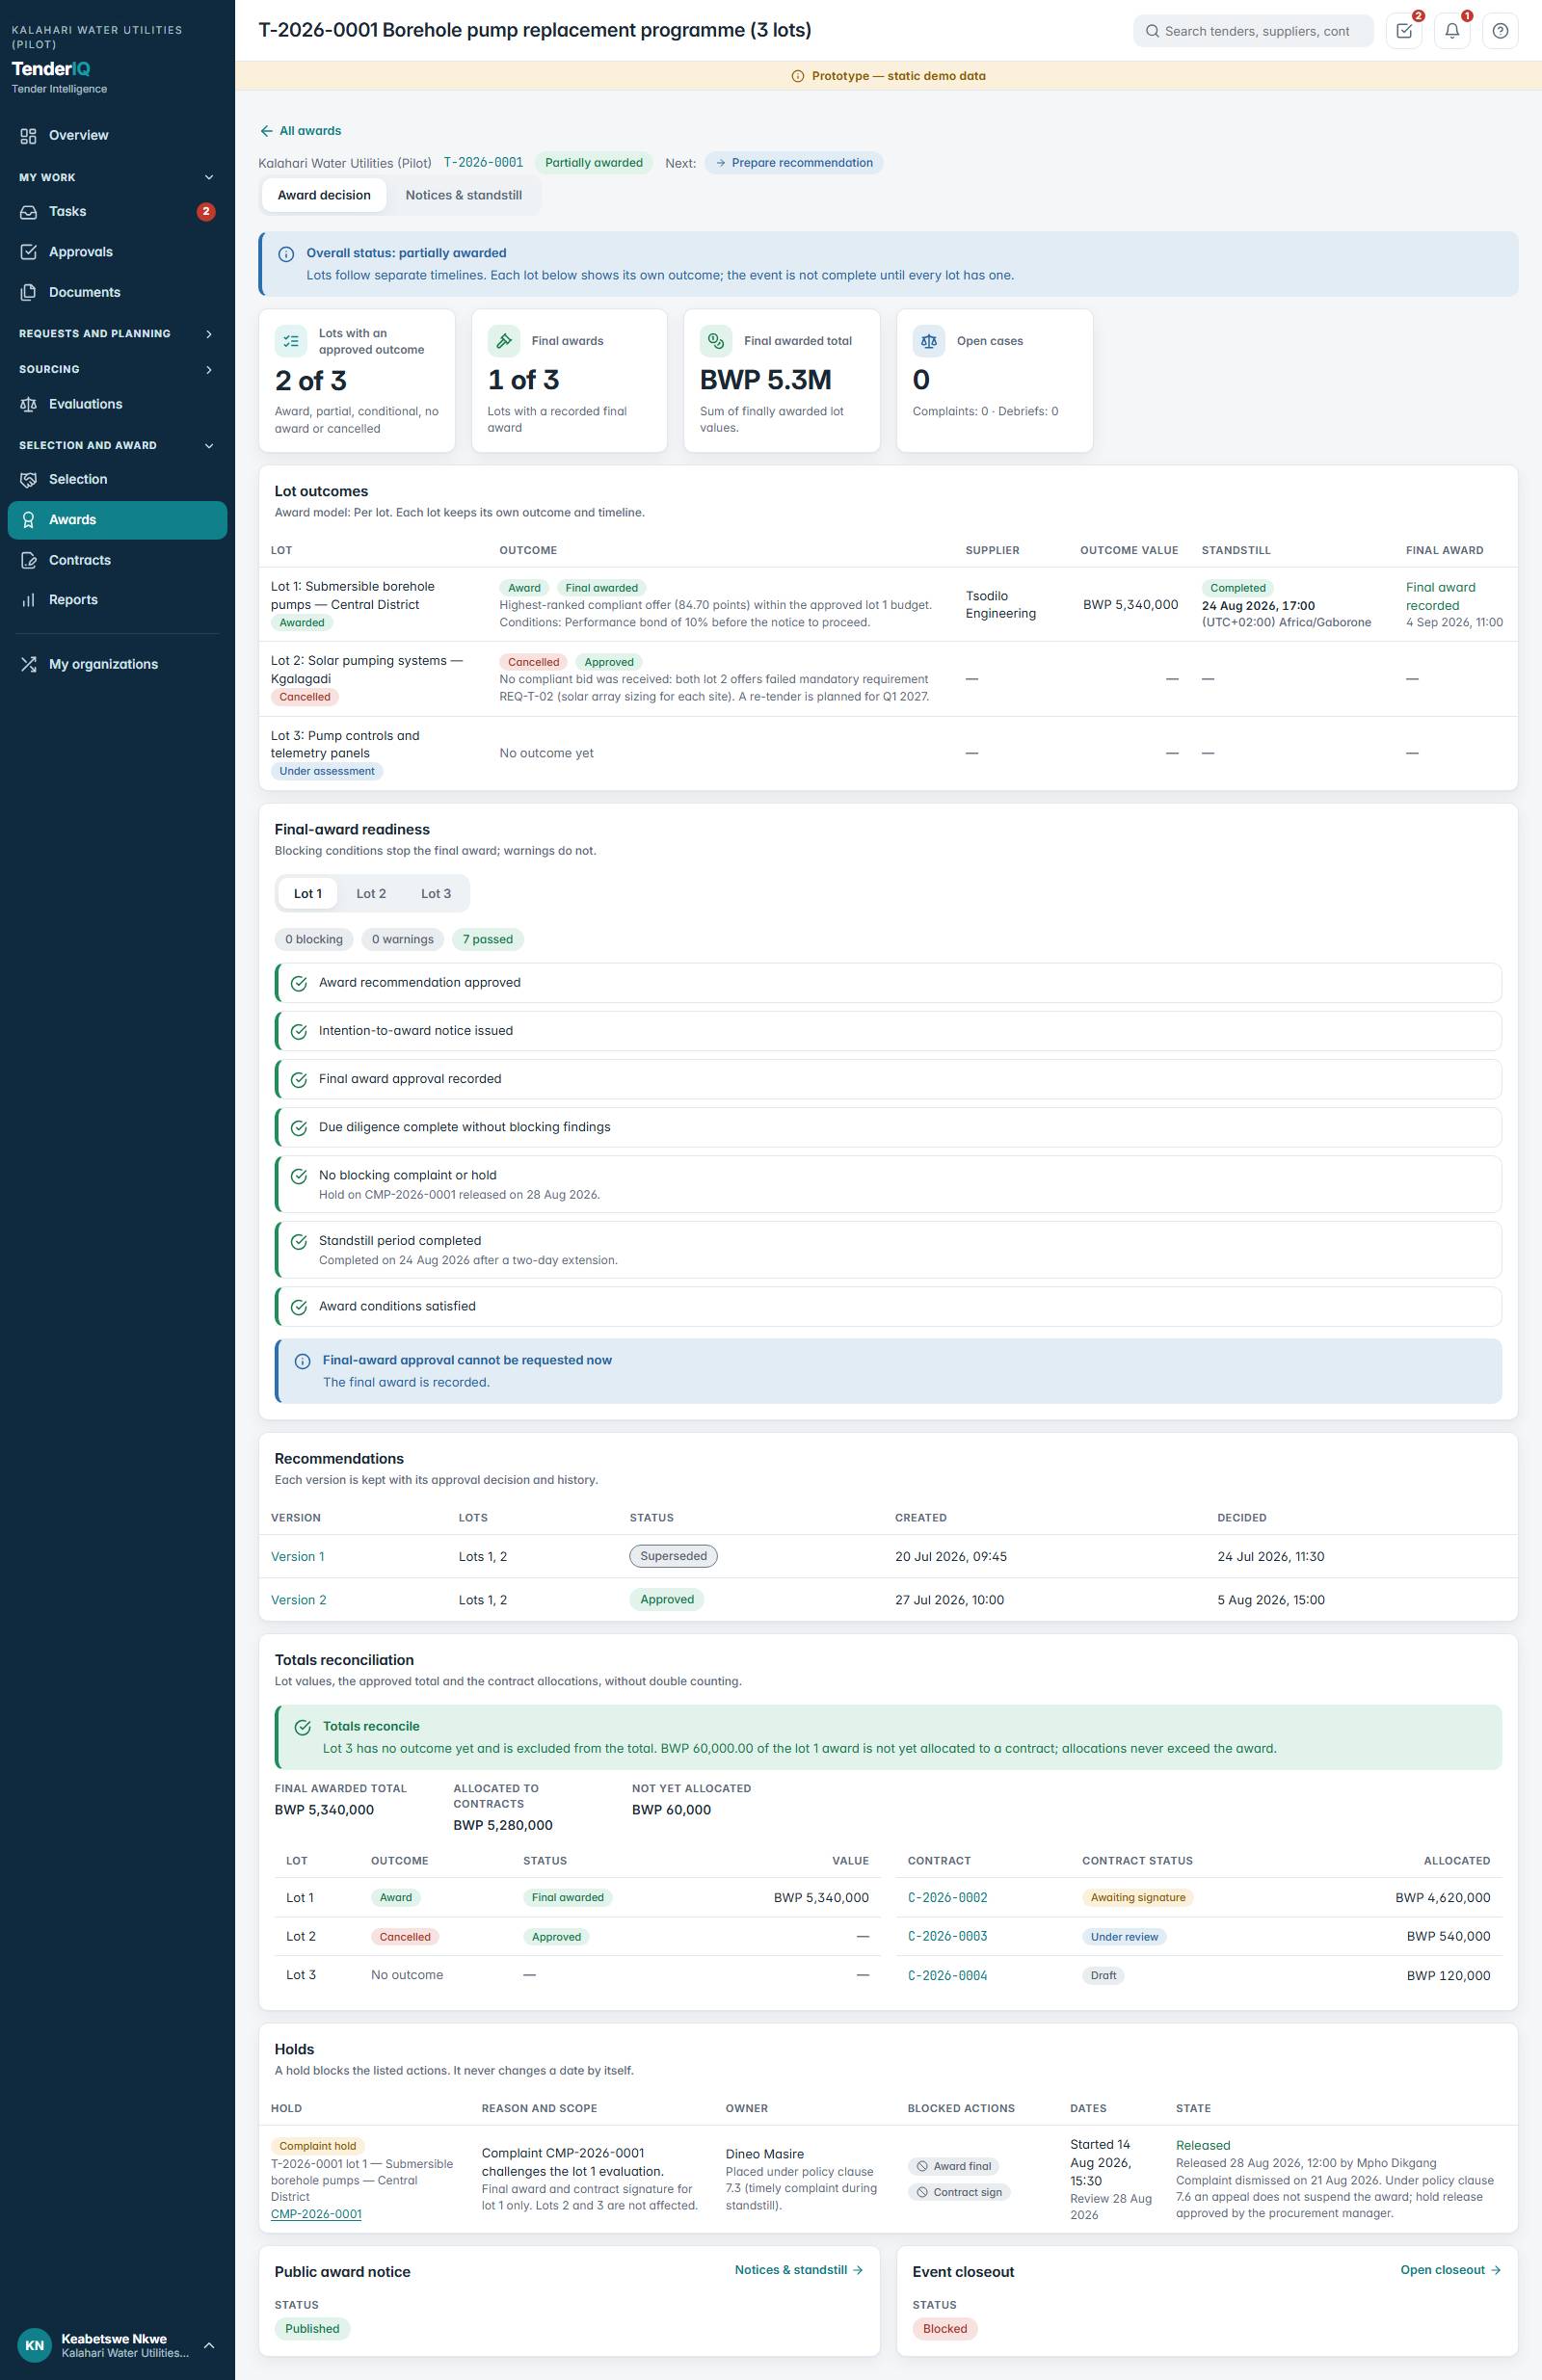 KALAHARI WATER UTILITIES
(PILOT)
TenderIQ
Tender Intelligence
Overview
MY WORK
Tasks
2
Approvals
Documents
REQUESTS AND PLANNING
SOURCING
Evaluations
SELECTION AND AWARD
Selection
Awards
Contracts
Reports
My organizations
KN
Keabetswe Nkwe
Kalahari Water Utilities...
T-2026-0001 Borehole pump replacement programme (3 lots)
Search tenders, suppliers, cont
2
1
Prototype — static demo data
All awards
Kalahari Water Utilities (Pilot) T-2026-0001 Partially awarded Next: Prepare recommendation
Award decision Notices & standstill
Overall status: partially awarded
Lots follow separate timelines. Each lot below shows its own outcome; the event is not complete until every lot has one.
Lots with an
approved outcome
2 of 3
Award, partial, conditional, no
award or cancelled
Final awards
1 of 3
Lots with a recorded final
award
Final awarded total
BWP 5.3M
Sum of finally awarded lot
values.
Open cases
0
Complaints: 0 · Debriefs: 0
Lot outcomes
Award model: Per lot. Each lot keeps its own outcome and timeline.
LOT OUTCOME SUPPLIER OUTCOME VALUE STANDSTILL FINAL AWARD
Lot 1: Submersible borehole
pumps — Central District
Awarded
Award Final awarded
Highest-ranked compliant offer (84.70 points) within the approved lot 1 budget.
Conditions: Performance bond of 10% before the notice to proceed.
Tsodilo
Engineering
BWP 5,340,000
Completed
24 Aug 2026, 17:00
(UTC+02:00) Africa/Gaborone
Final award
recorded
4 Sep 2026, 11:00
Lot 2: Solar pumping systems —
Kgalagadi
Cancelled
Cancelled Approved
No compliant bid was received: both lot 2 offers failed mandatory requirement
REQ-T-02 (solar array sizing for each site). A re-tender is planned for Q1 2027.
— — — —
Lot 3: Pump controls and
telemetry panels
Under assessment
No outcome yet
— — — —
Final-award readiness
Blocking conditions stop the final award; warnings do not.
Lot 1 Lot 2 Lot 3
0 blocking 0 warnings 7 passed
Award recommendation approved
Intention-to-award notice issued
Final award approval recorded
Due diligence complete without blocking findings
No blocking complaint or hold
Hold on CMP-2026-0001 released on 28 Aug 2026.
Standstill period completed
Completed on 24 Aug 2026 after a two-day extension.
Award conditions satisfied
Final-award approval cannot be requested now
The final award is recorded.
Recommendations
Each version is kept with its approval decision and history.
VERSION LOTS STATUS CREATED DECIDED
Version 1 Lots 1, 2 Superseded 20 Jul 2026, 09:45 24 Jul 2026, 11:30
Version 2 Lots 1, 2 Approved 27 Jul 2026, 10:00 5 Aug 2026, 15:00
Totals reconciliation
Lot values, the approved total and the contract allocations, without double counting.
Totals reconcile
Lot 3 has no outcome yet and is excluded from the total. BWP 60,000.00 of the lot 1 award is not yet allocated to a contract; allocations never exceed the award.
FINAL AWARDED TOTAL
BWP 5,340,000
ALLOCATED TO
CONTRACTS
BWP 5,280,000
NOT YET ALLOCATED
BWP 60,000
LOT OUTCOME STATUS VALUE
Lot 1 Award Final awarded BWP 5,340,000
Lot 2 Cancelled Approved —
Lot 3 No outcome — —
CONTRACT CONTRACT STATUS ALLOCATED
C-2026-0002 Awaiting signature BWP 4,620,000
C-2026-0003 Under review BWP 540,000
C-2026-0004 Draft BWP 120,000
Holds
A hold blocks the listed actions. It never changes a date by itself.
HOLD REASON AND SCOPE OWNER BLOCKED ACTIONS DATES STATE
Complaint hold
T-2026-0001 lot 1 — Submersible
borehole pumps — Central
District
CMP-2026-0001
Complaint CMP-2026-0001
challenges the lot 1 evaluation.
Final award and contract signature for
lot 1 only. Lots 2 and 3 are not affected.
Dineo Masire
Placed under policy clause
7.3 (timely complaint during
standstill).
Award final
Contract sign
Started 14
Aug 2026,
15:30
Review 28 Aug
2026
Released
Released 28 Aug 2026, 12:00 by Mpho Dikgang
Complaint dismissed on 21 Aug 2026. Under policy clause
7.6 an appeal does not suspend the award; hold release
approved by the procurement manager.
Public award notice
Notices & standstill
STATUS
Published
Event closeout
Open closeout
STATUS
Blocked